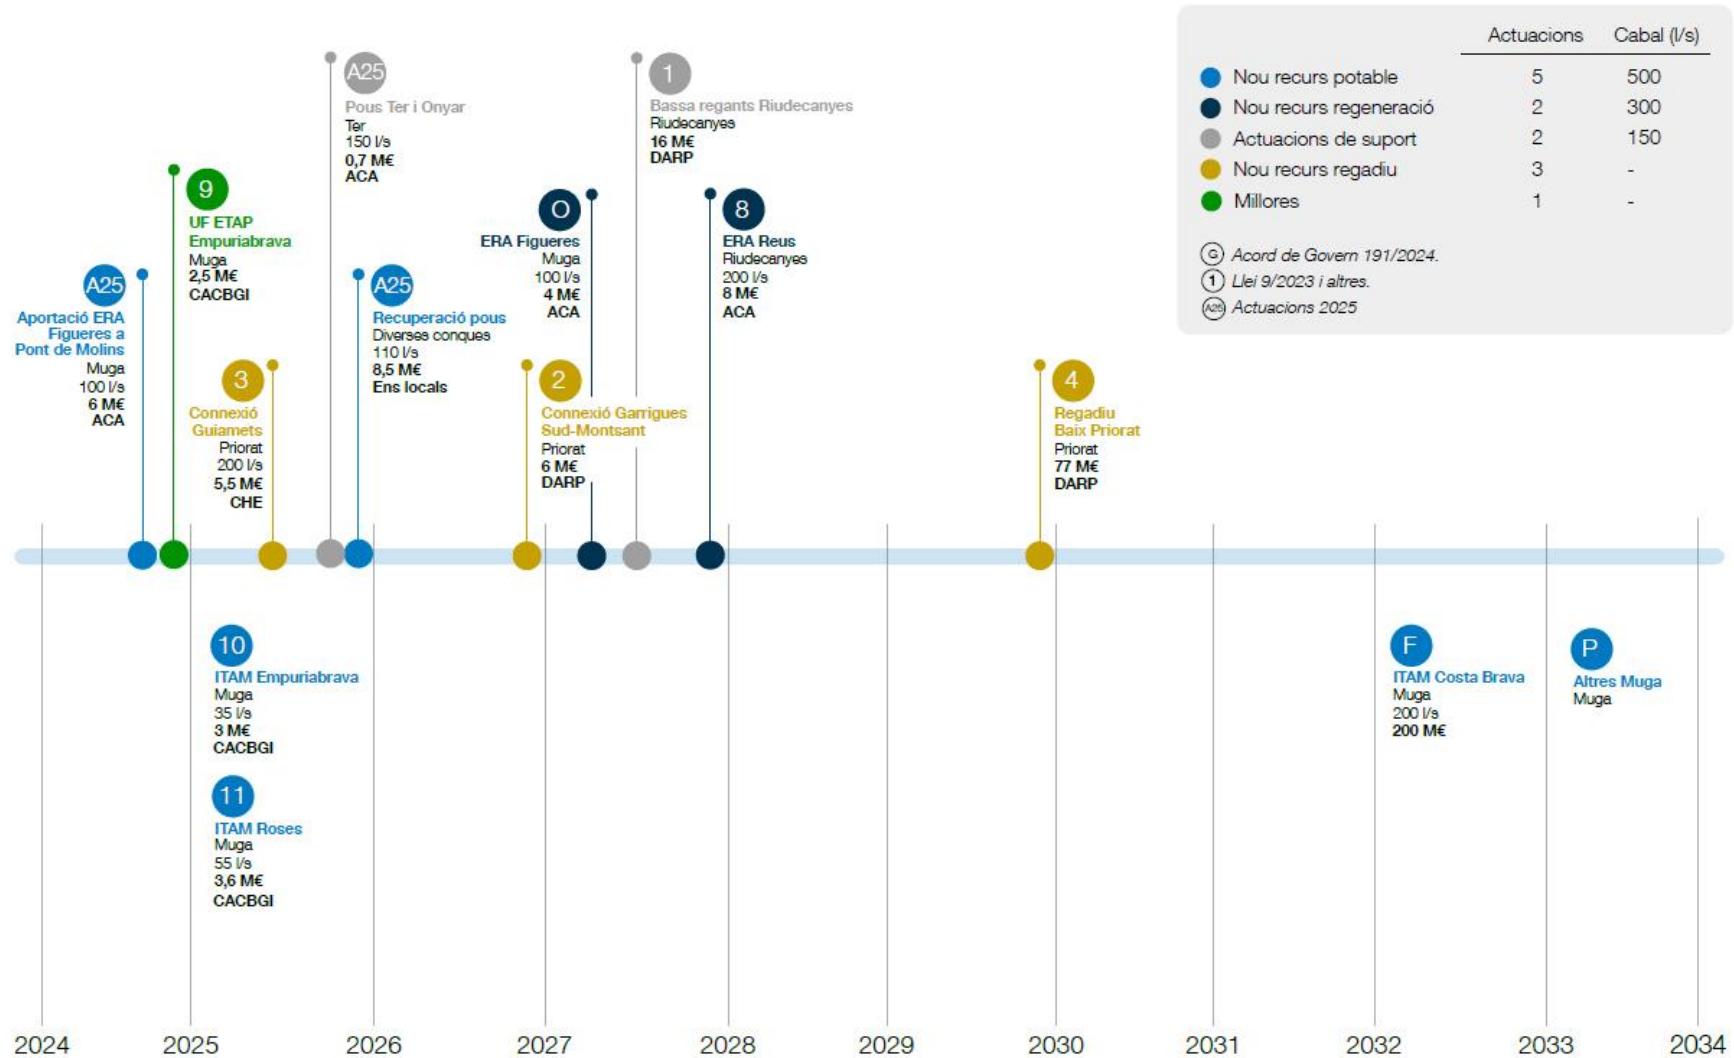 Actuacions Cabal (l/s)
Nou recurs potable 5 500
Nou recurs regeneració 2 300
Actuacions de suport 2 150
Nou recurs regadiu 3 -
Millores 1 -
G Acord de Govern 191/2024.
1 Llei 9/2023 i altres.
A25 Actuacions 2025
A25
Pous Ter i Onyar
Ter
150 l/s
0,7 M€
ACA
1
Bassa regants Riudecanyes
Riudecanyes
16 M€
DARP
9
UF ETAP
Empuriabrava
Muga
2,5 M€
CACBGI
O
ERA Figueres
Muga
100 l/s
4 M€
ACA
8
ERA Reus
Riudecanyes
200 l/s
8 M€
ACA
A25
Aportació ERA
Figueres a
Pont de Molins
Muga
100 l/s
6 M€
ACA
A25
Recuperació pous
Diverses conques
110 l/s
8,5 M€
Ens locals
3
Connexió
Guiamets
Priorat
200 l/s
5,5 M€
CHE
2
Connexió Garrigues
Sud-Montsant
Priorat
6 M€
DARP
4
Regadiu
Baix Priorat
Priorat
77 M€
DARP
10
ITAM Empuriabrava
Muga
35 l/s
3 M€
CACBGI
11
ITAM Roses
Muga
55 l/s
3,6 M€
CACBGI
F
ITAM Costa Brava
Muga
200 l/s
200 M€
P
Altres Muga
Muga
2024 2025 2026 2027 2028 2029 2030 2031 2032 2033 2034